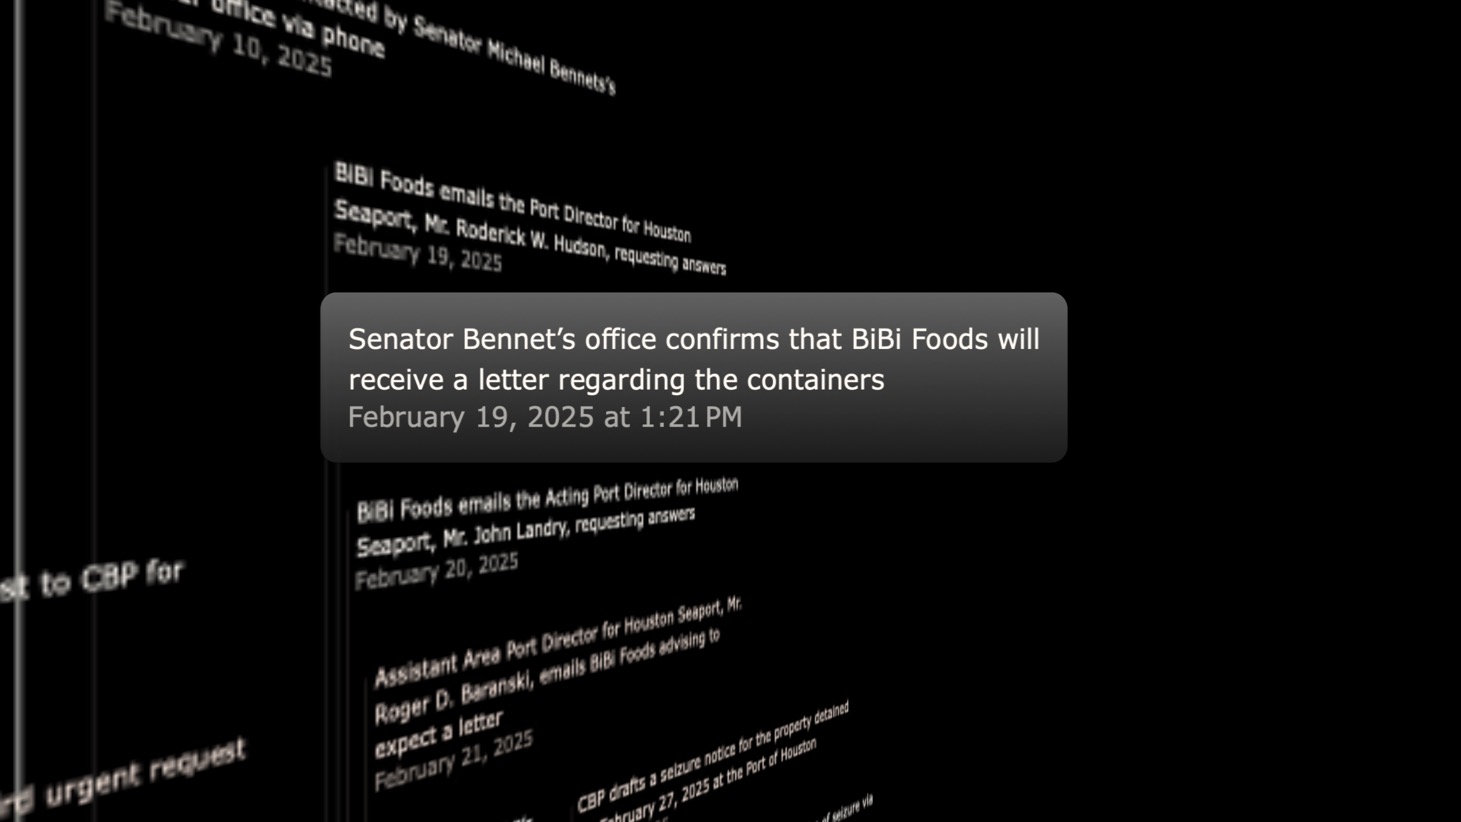 acted by Senator Michael Bennets's
office via phone
February 10, 2025
BiBi Foods emails the Port Director for Houston
Seaport, Mr. Roderick W. Hudson, requesting answers
February 19, 2025
Senator Bennet’s office confirms that BiBi Foods will
receive a letter regarding the containers
February 19, 2025 at 1:21 PM
BiBi Foods emails the Acting Port Director for Houston
Seaport, Mr. John Landry, requesting answers
February 20, 2025
st to CBP for
Assistant Area Port Director for Houston Seaport, Mr.
Roger D. Baranski, emails BiBi Foods advising to
expect a letter
February 21, 2025
rd urgent request
CBP drafts a seizure notice for the property detained
February 27, 2025 at the Port of Houston
of seizure via